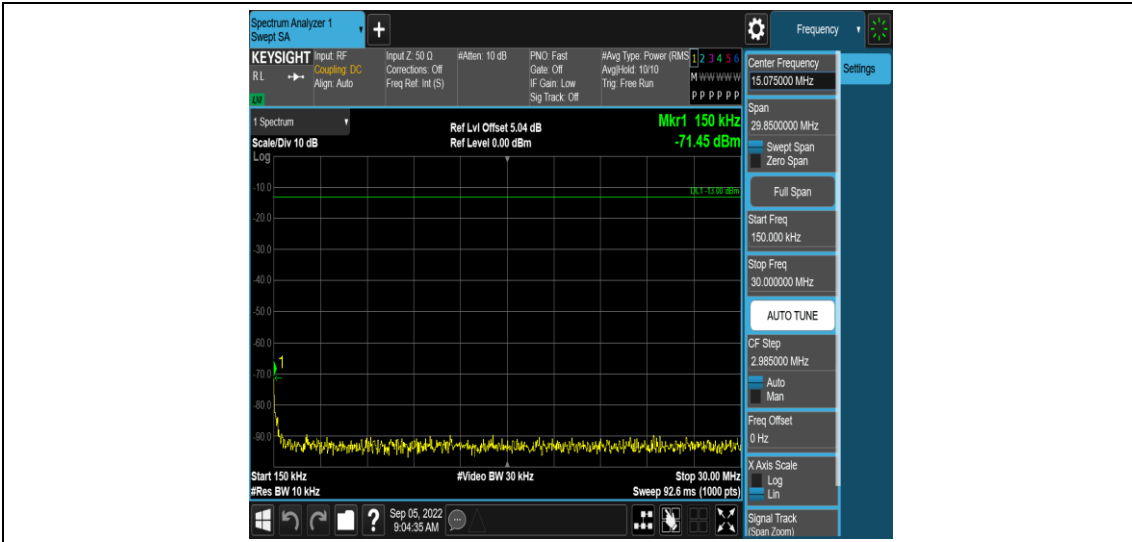 Spectrum Analyzer 1
Swept SA
+
Frequency
KEYSIGHT
RL
LXI
Input: RF
Coupling: DC
Align: Auto
Input Z: 50 Ω
Corrections: Off
Freq Ref: Int (S)
#Atten: 10 dB
PNO: Fast
Gate: Off
IF Gain: Low
Sig Track: Off
#Avg Type: Power (RMS
Avg|Hold: 10/10
Trig: Free Run
1 2 3 4 5 6
M W W W W W
P P P P P P
Center Frequency
15.075000 MHz
Settings
Span
29.8500000 MHz
Swept Span
Zero Span
Full Span
Start Freq
150.000 kHz
Stop Freq
30.000000 MHz
AUTO TUNE
CF Step
2.985000 MHz
Auto
Man
Freq Offset
0 Hz
X Axis Scale
Log
Lin
Signal Track
(Span Zoom)
1 Spectrum
Scale/Div 10 dB
Log
Ref Lvl Offset 5.04 dB
Ref Level 0.00 dBm
Mkr1 150 kHz
-71.45 dBm
DL1 -13.00 dBm
-10.0
-20.0
-30.0
-40.0
-50.0
-60.0
1
-70.0
-80.0
-90.0
Start 150 kHz
#Res BW 10 kHz
#Video BW 30 kHz
Stop 30.00 MHz
Sweep 92.6 ms (1000 pts)
?
Sep 05, 2022
9:04:35 AM